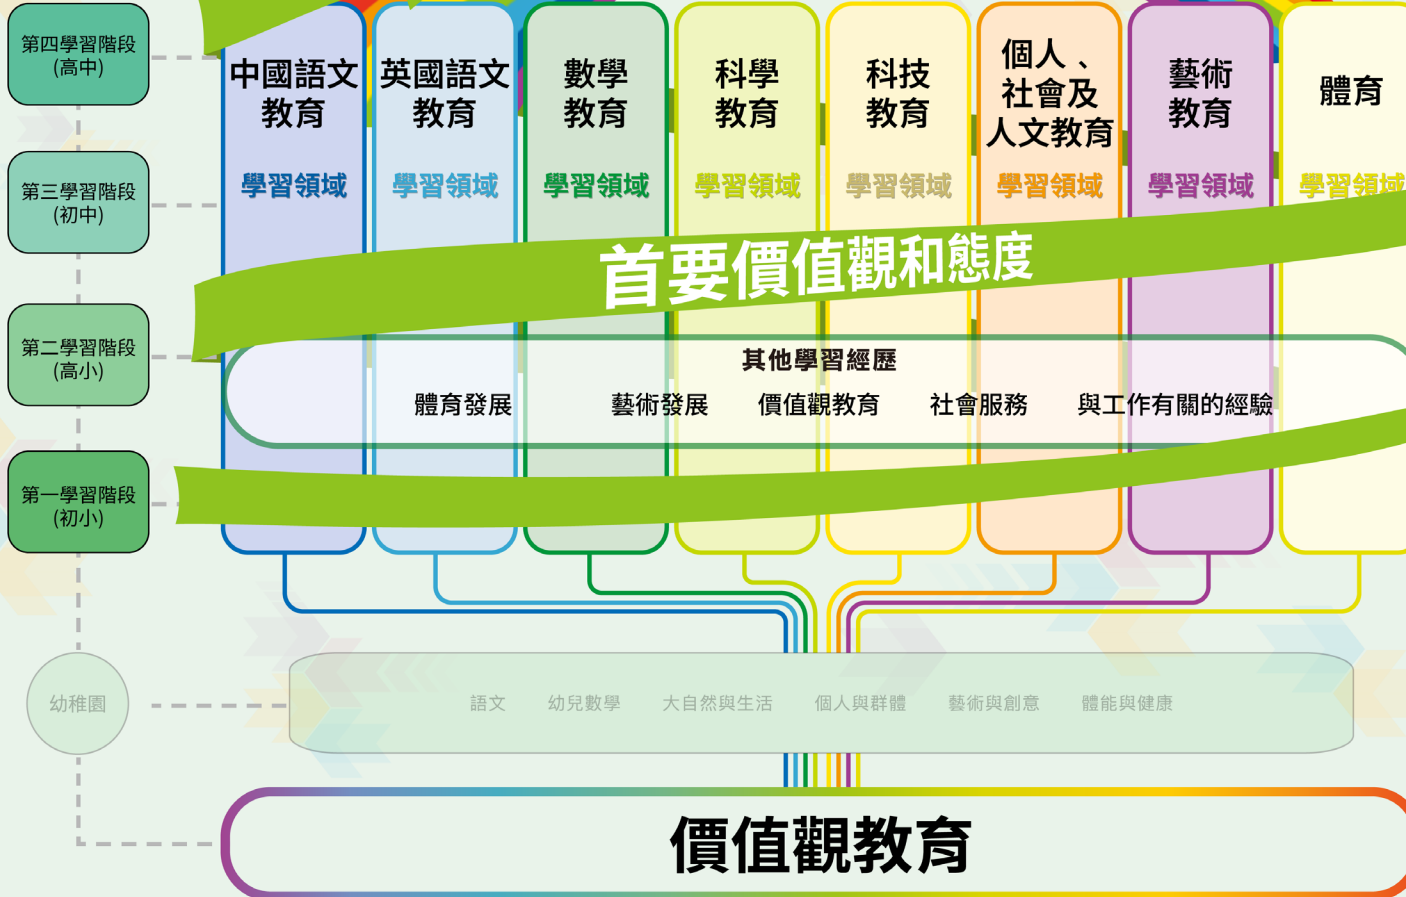 第四學習階段
(高中)
第三學習階段
(初中)
第二學習階段
(高小)
第一學習階段
(初小)
幼稚園
中國語文
教育
學習領域
英國語文
教育
學習領域
數學
教育
學習領域
科學
教育
學習領域
科技
教育
學習領域
個人、
社會及
人文教育
學習領域
藝術
教育
學習領域
體育
學習領域
首要價值觀和態度
其他學習經歷
體育發展 藝術發展 價值觀教育 社會服務 與工作有關的經驗
語文 幼兒數學 大自然與生活 個人與群體 藝術與創意 體能與健康
價值觀教育